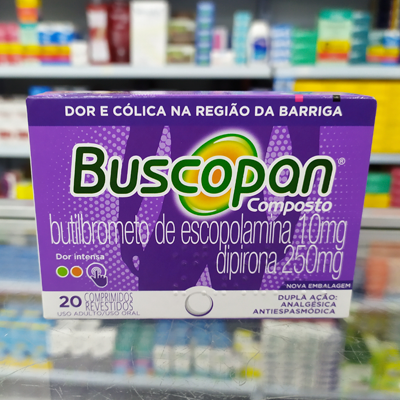 DOR E CÓLICA NA REGIÃO DA BARRIGA
Buscopan®
Composto
butilbrometo de escopolamina 10mg
dipirona 250mg
Dor intensa
NOVA EMBALAGEM
20 COMPRIMIDOS REVESTIDOS
USO ADULTO/USO ORAL
DUPLA AÇÃO:
ANALGÉSICA
ANTIESPASMÓDICA